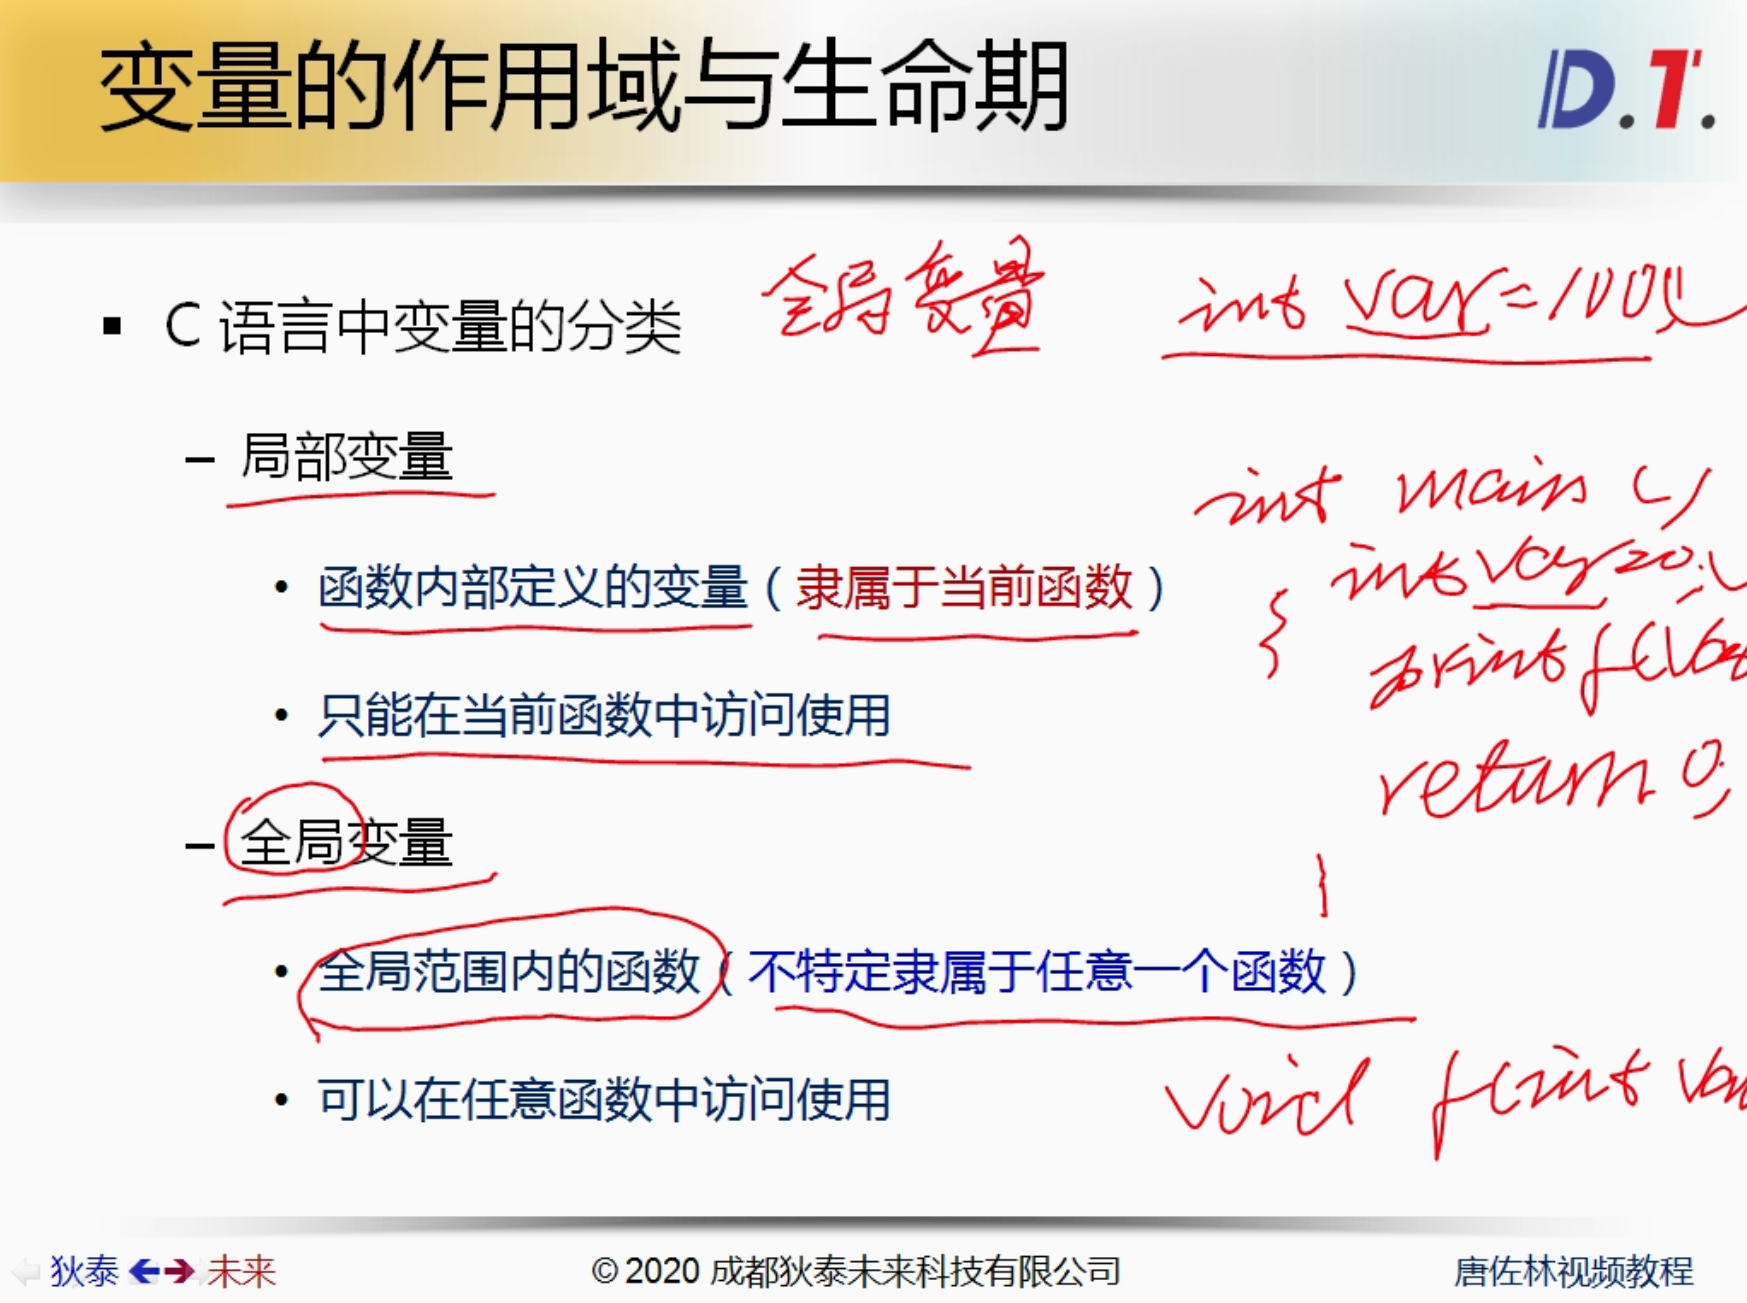 变量的作用域与生命期
D.T.
▪ C 语言中变量的分类
全局变量
int var=100;
– 局部变量
int main()
• 函数内部定义的变量（隶属于当前函数）
{
printf(
• 只能在当前函数中访问使用
return 0;
– 全局变量
}
• 全局范围内的函数（不特定隶属于任意一个函数）
• 可以在任意函数中访问使用
void f(int
狄泰 未来
© 2020 成都狄泰未来科技有限公司
唐佐林视频教程